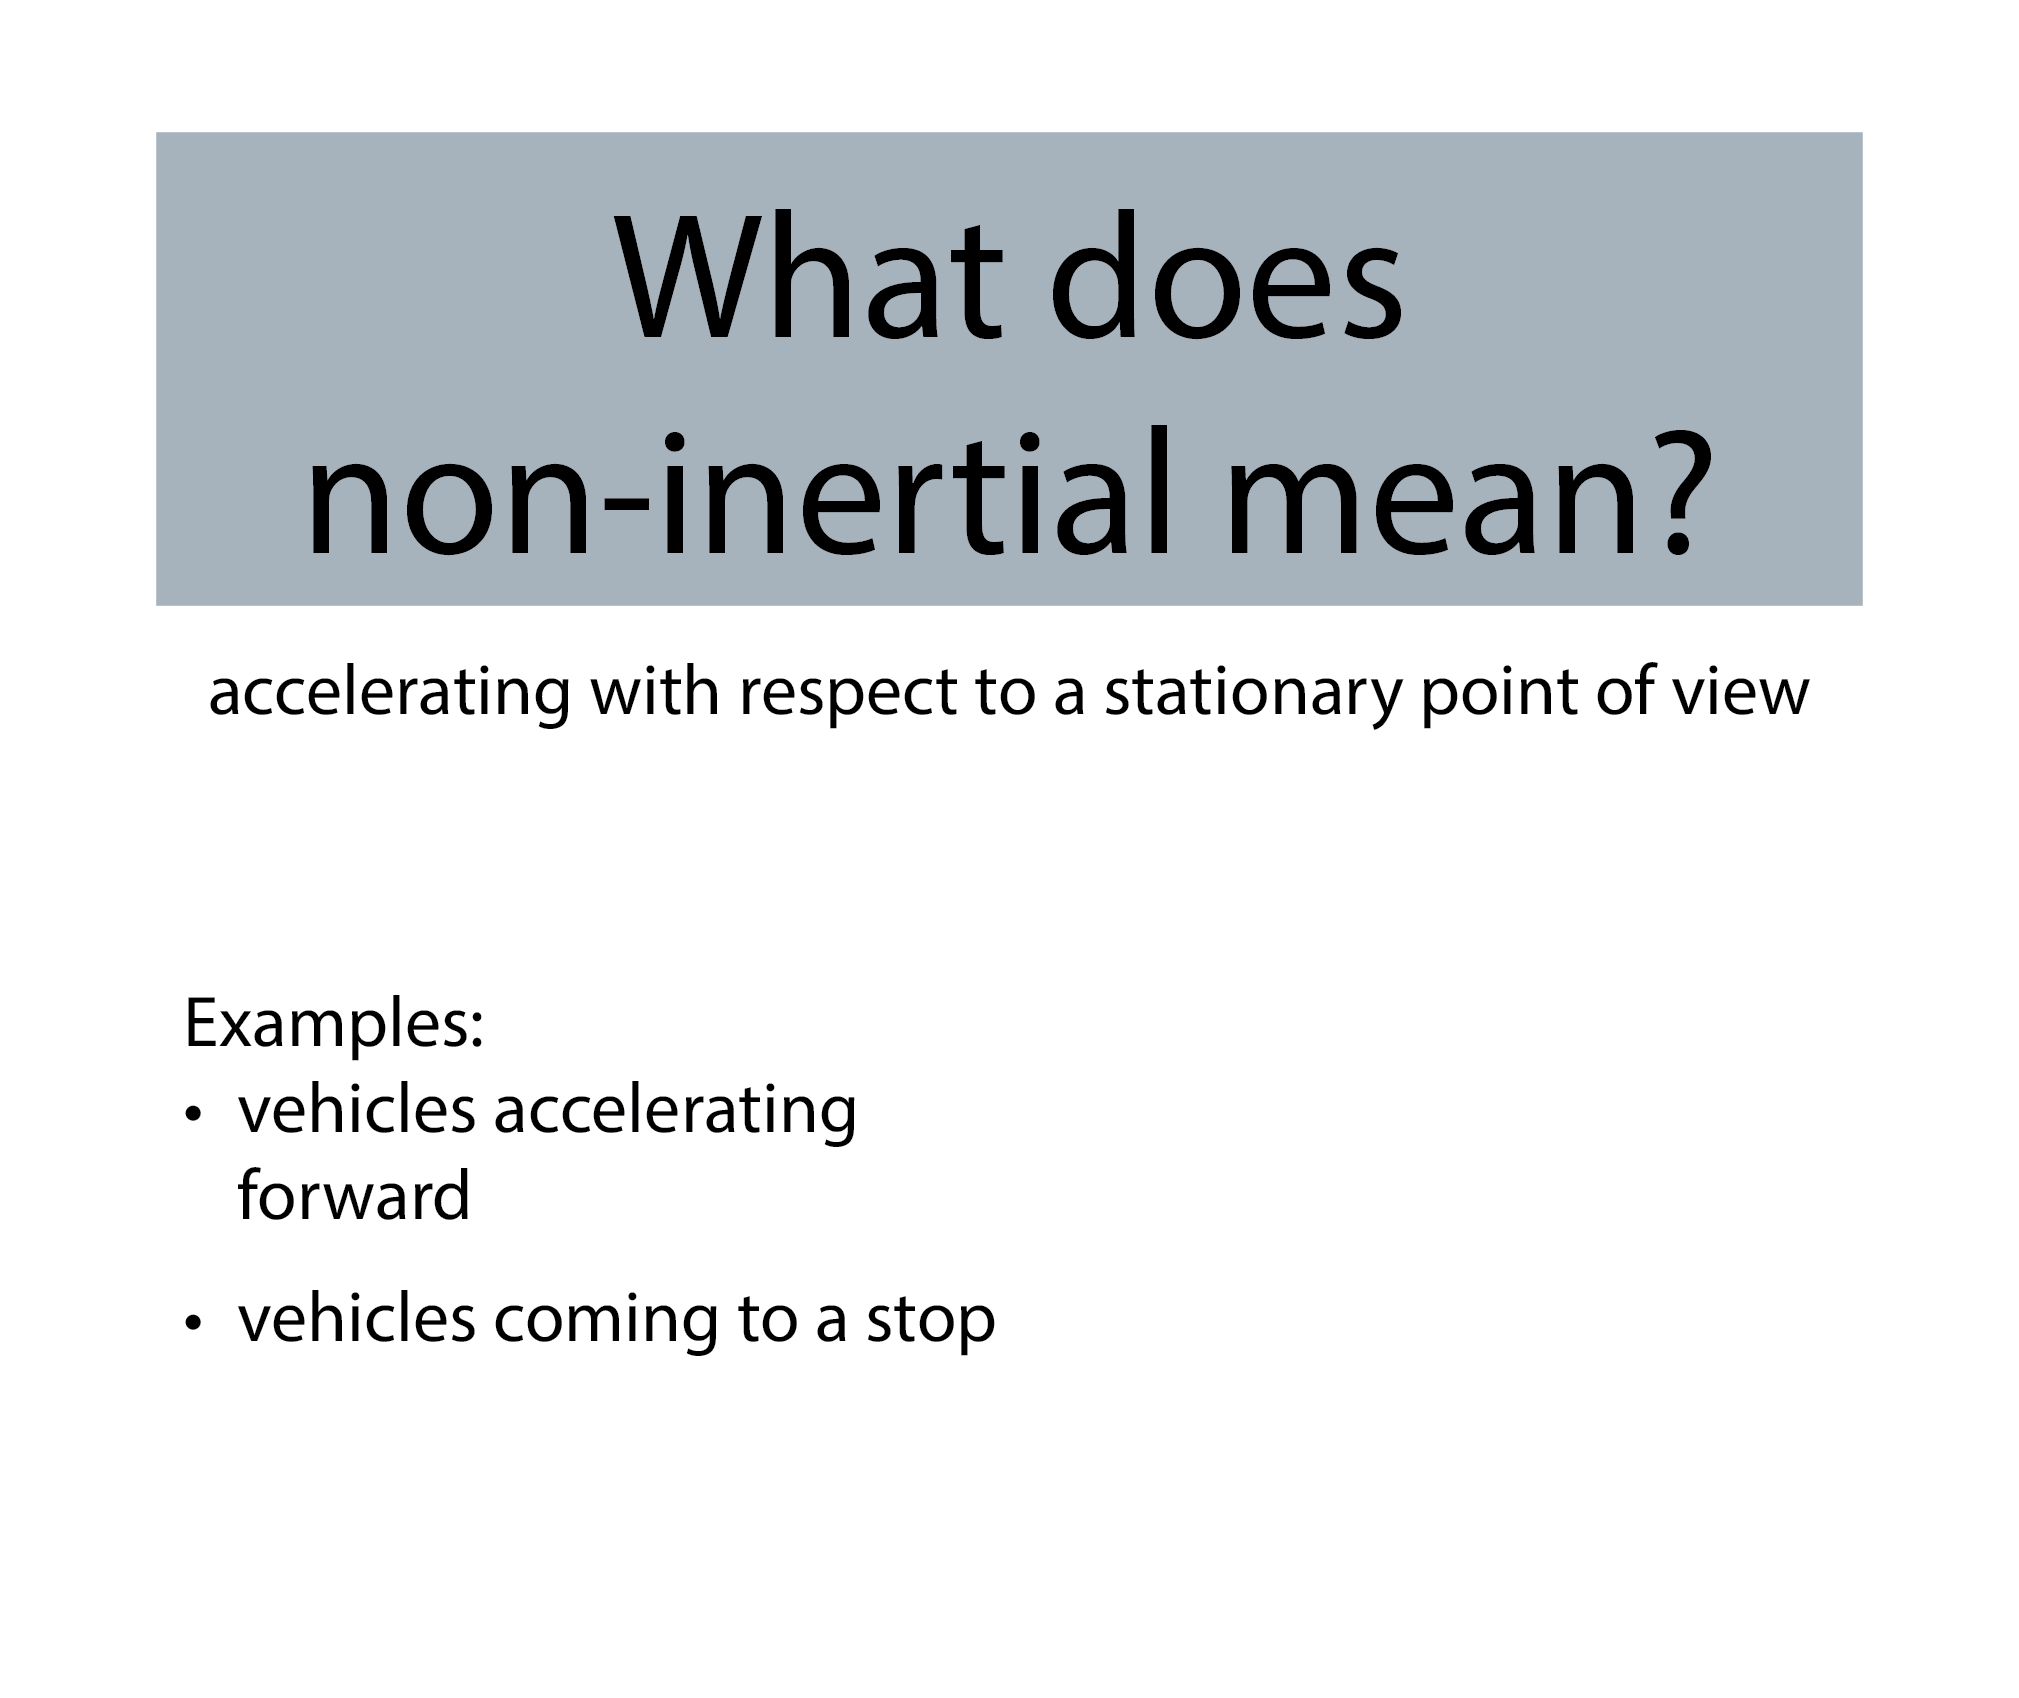 What does
non-inertial mean?
accelerating with respect to a stationary point of view
Examples:
• vehicles accelerating
forward
• vehicles coming to a stop